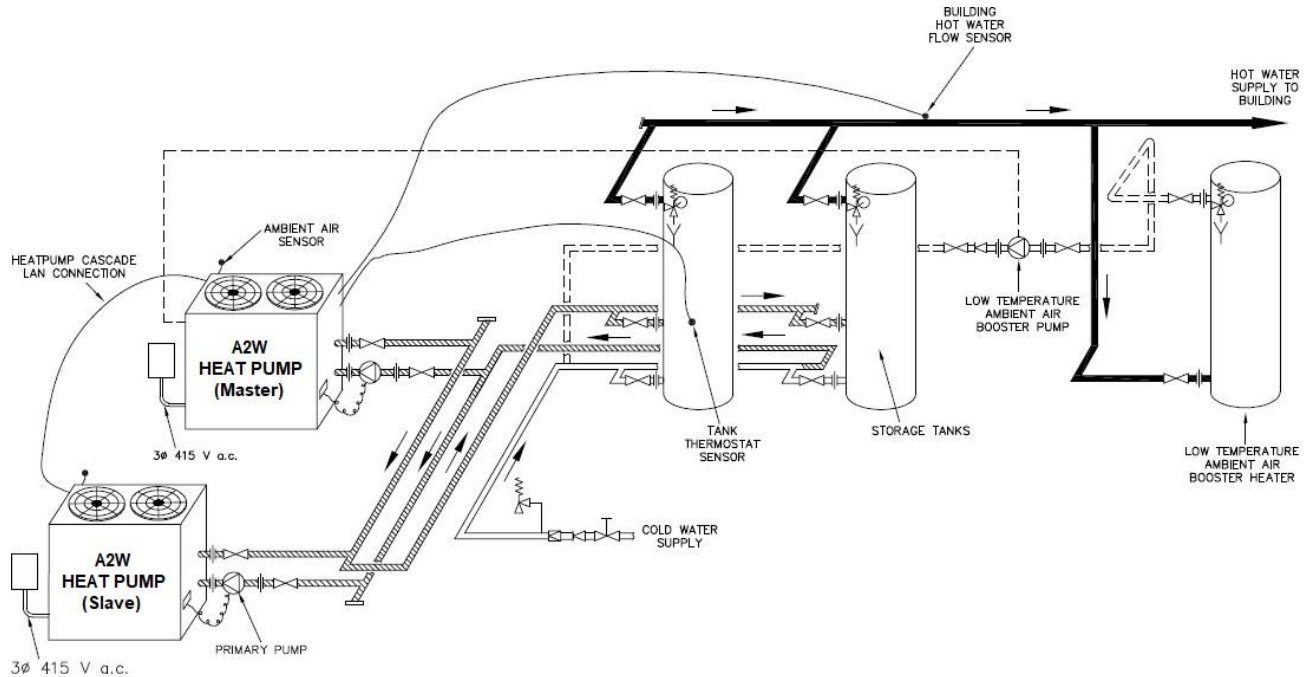 BUILDING
HOT WATER
FLOW SENSOR
HOT WATER
SUPPLY TO
BUILDING
AMBIENT AIR
SENSOR
HEATPUMP CASCADE
LAN CONNECTION
A2W
HEAT PUMP
(Master)
3ø 415 V a.c.
LOW TEMPERATURE
AMBIENT AIR
BOOSTER PUMP
TANK
THERMOSTAT
SENSOR
STORAGE TANKS
LOW TEMPERATURE
AMBIENT AIR
BOOSTER HEATER
COLD WATER
SUPPLY
A2W
HEAT PUMP
(Slave)
PRIMARY PUMP
3ø 415 V a.c.